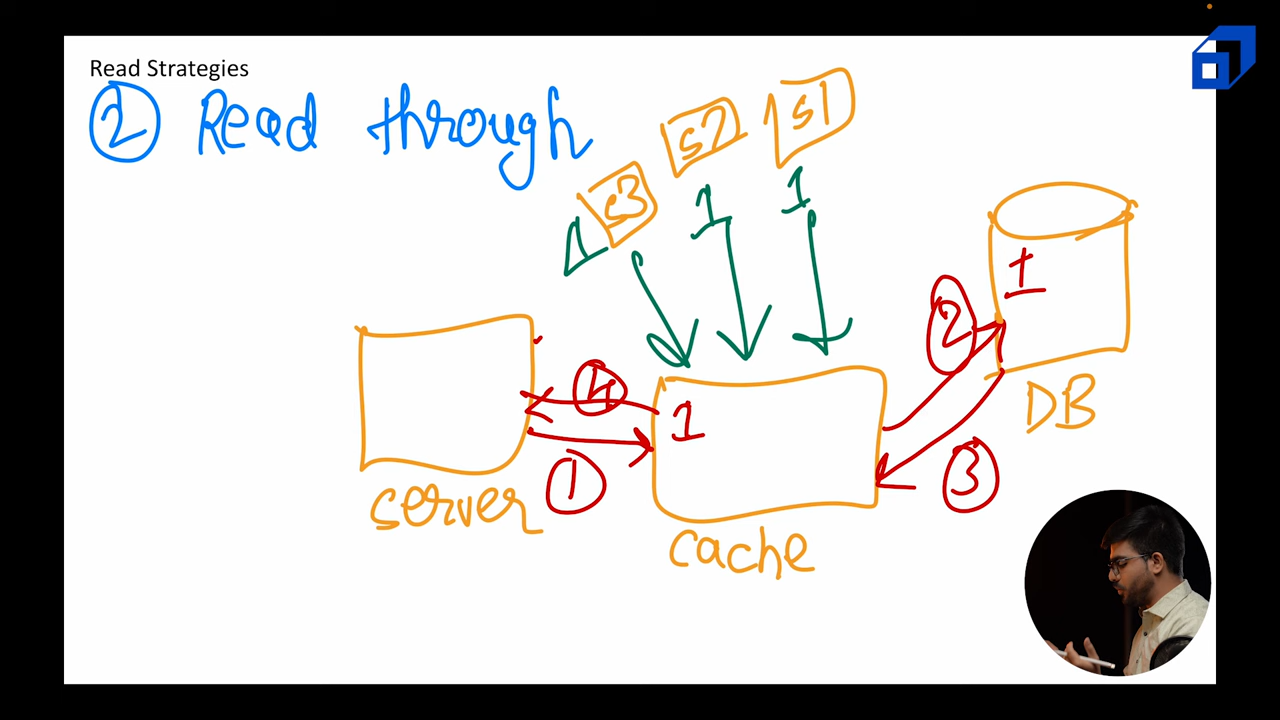 Read Strategies
2 Read through
s3 s2 s1
1 1 1
2
1
4
1
1
3
DB
server
cache